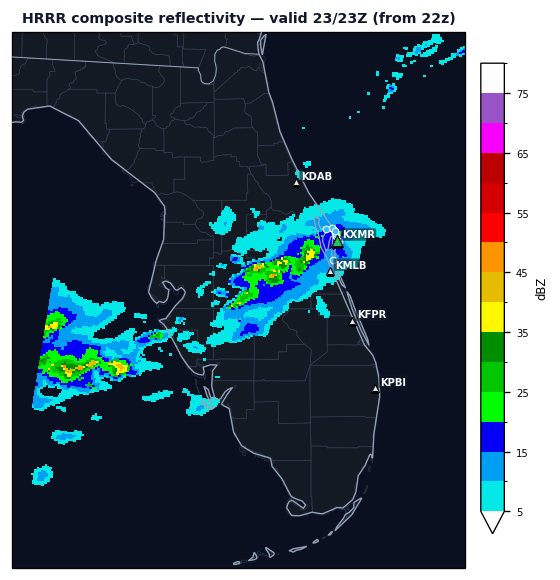 HRRR composite reflectivity — valid 23/23Z (from 22z)
KDAB
KXMR
KMLB
KFPR
KPBI
75
65
55
45
35
25
15
5
dBZ